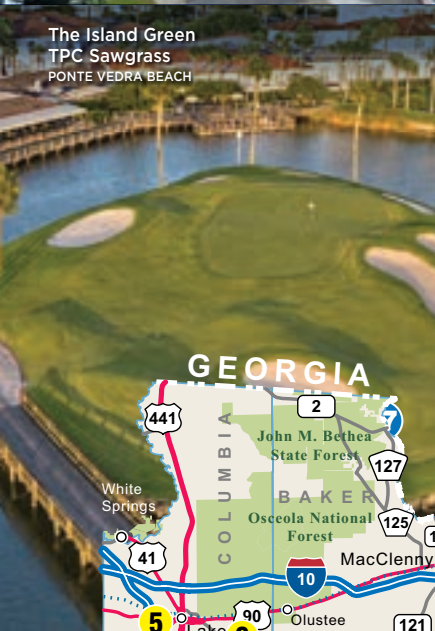 The Island Green
TPC Sawgrass
PONTE VEDRA BEACH
GEORGIA
2
441
John M. Bethea
State Forest
127
COLUMBIA
White
Springs
BAKER
Osceola National
Forest
125
41
MacClenny
10
5
90
Olustee
121
Lake